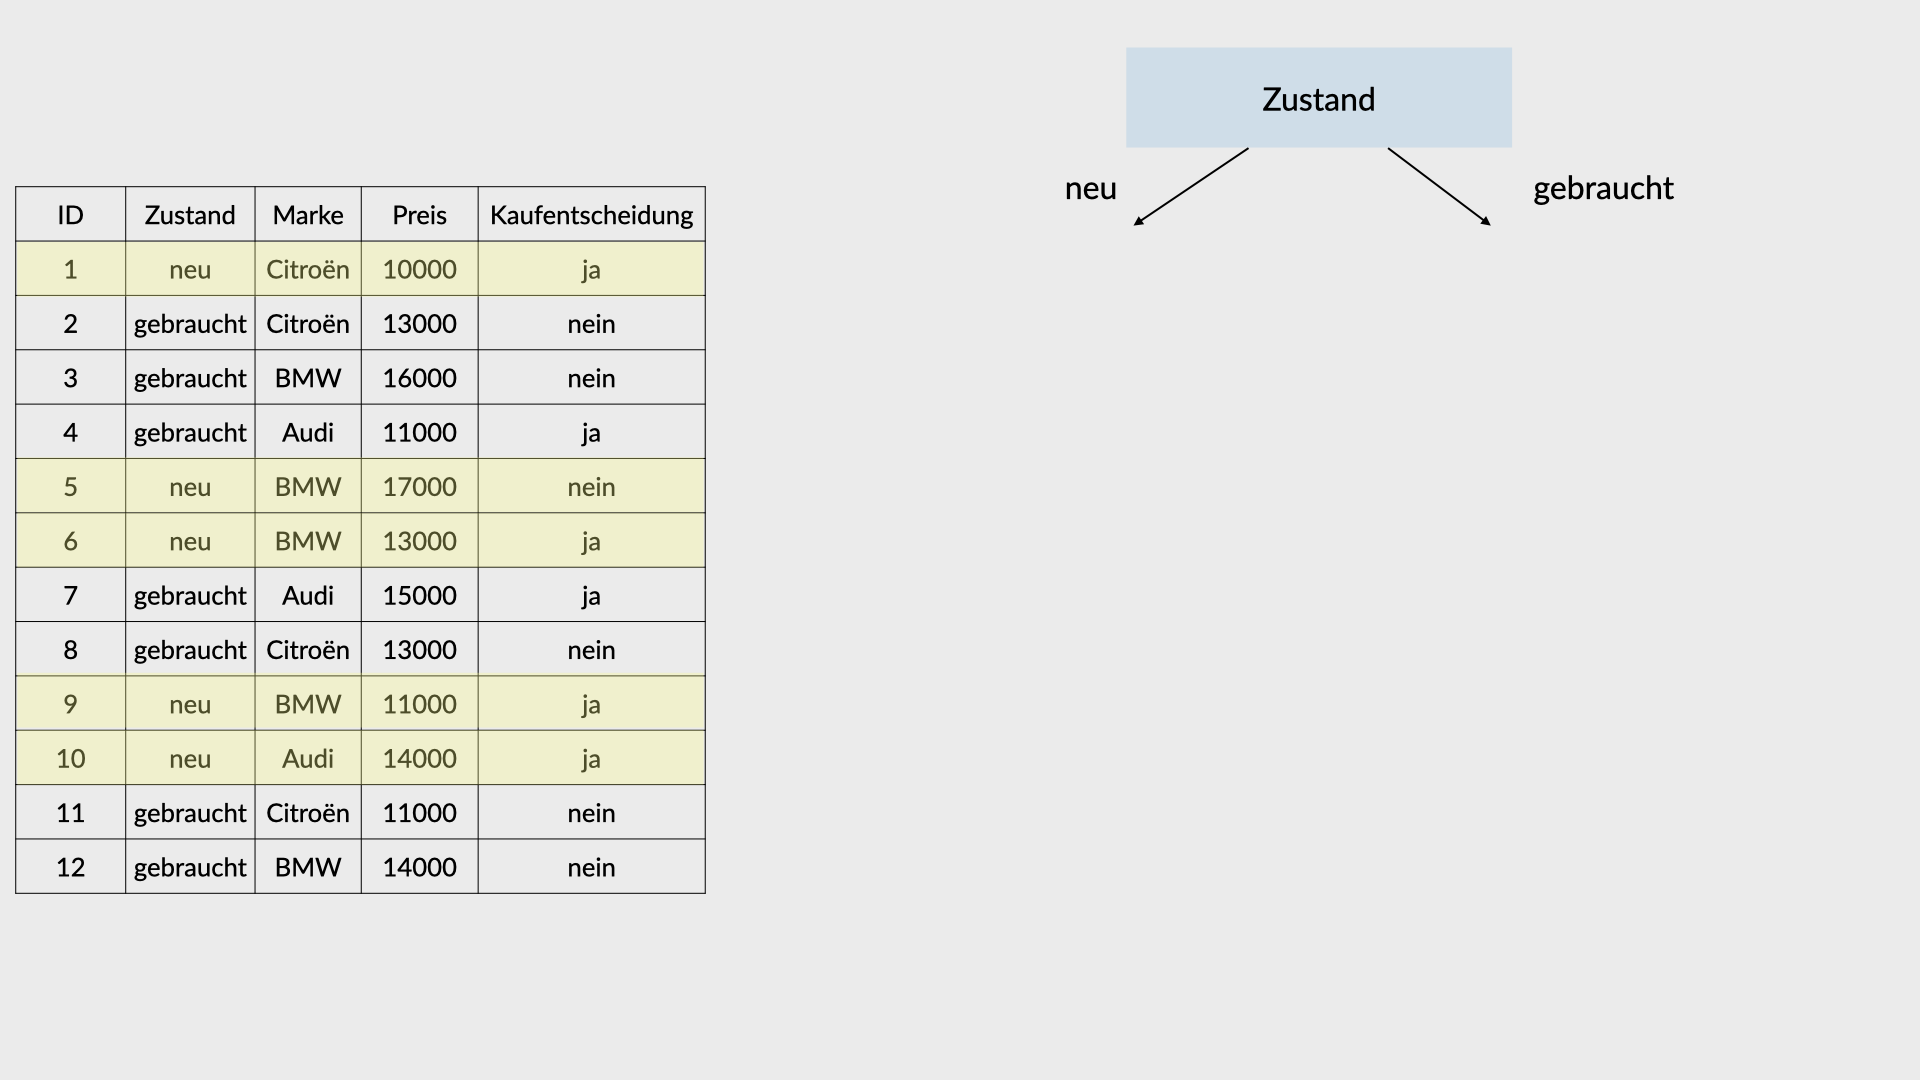 Zustand
neu gebraucht
ID Zustand Marke Preis Kaufentscheidung
1 neu Citroën 10000 ja
2 gebraucht Citroën 13000 nein
3 gebraucht BMW 16000 nein
4 gebraucht Audi 11000 ja
5 neu BMW 17000 nein
6 neu BMW 13000 ja
7 gebraucht Audi 15000 ja
8 gebraucht Citroën 13000 nein
9 neu BMW 11000 ja
10 neu Audi 14000 ja
11 gebraucht Citroën 11000 nein
12 gebraucht BMW 14000 nein